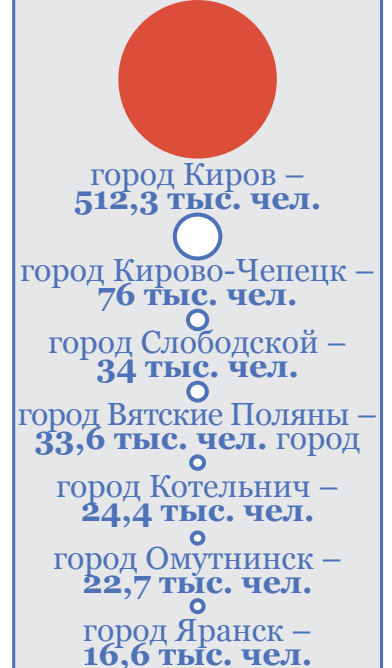 город Киров –
512,3 тыс. чел.
город Кирово-Чепецк –
76 тыс. чел.
город Слободской –
34 тыс. чел.
город Вятские Поляны –
33,6 тыс. чел. город
город Котельнич –
24,4 тыс. чел.
город Омутнинск –
22,7 тыс. чел.
город Яранск –
16,6 тыс. чел.